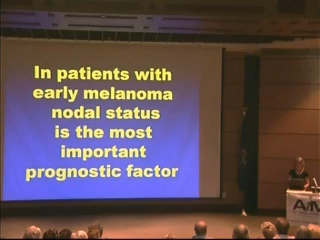 In patients with
early melanoma
nodal status
is the most
important
prognostic factor